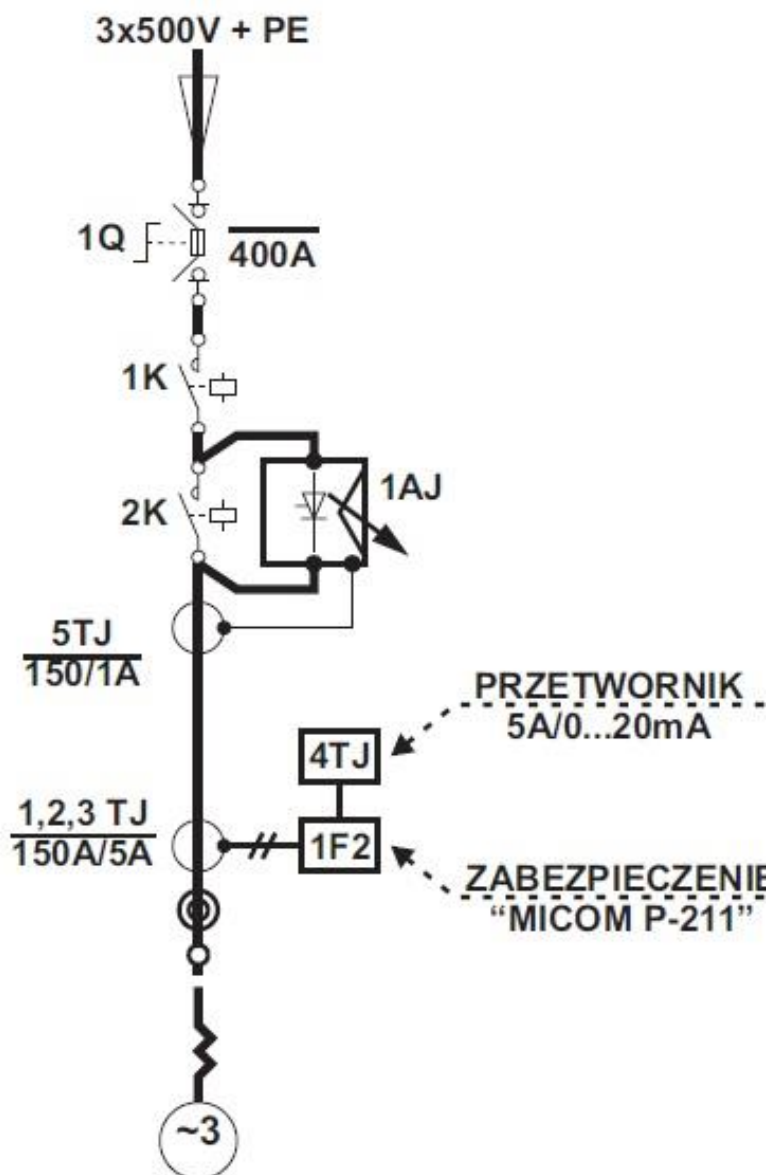 3x500V + PE
1Q
400A
1K
1AJ
2K
5TJ
150/1A
PRZETWORNIK
5A/0...20mA
4TJ
1,2,3 TJ
150A/5A
1F2
ZABEZPIECZENIE
“MICOM P-211”
~3